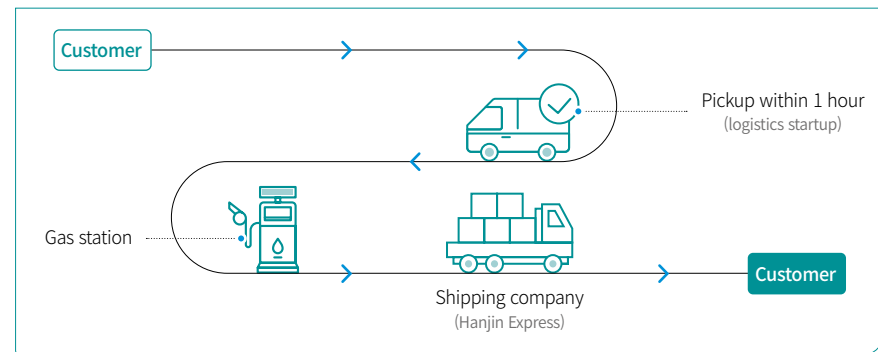 Customer
Pickup within 1 hour
(logistics startup)
Gas station
Shipping company
(Hanjin Express)
Customer